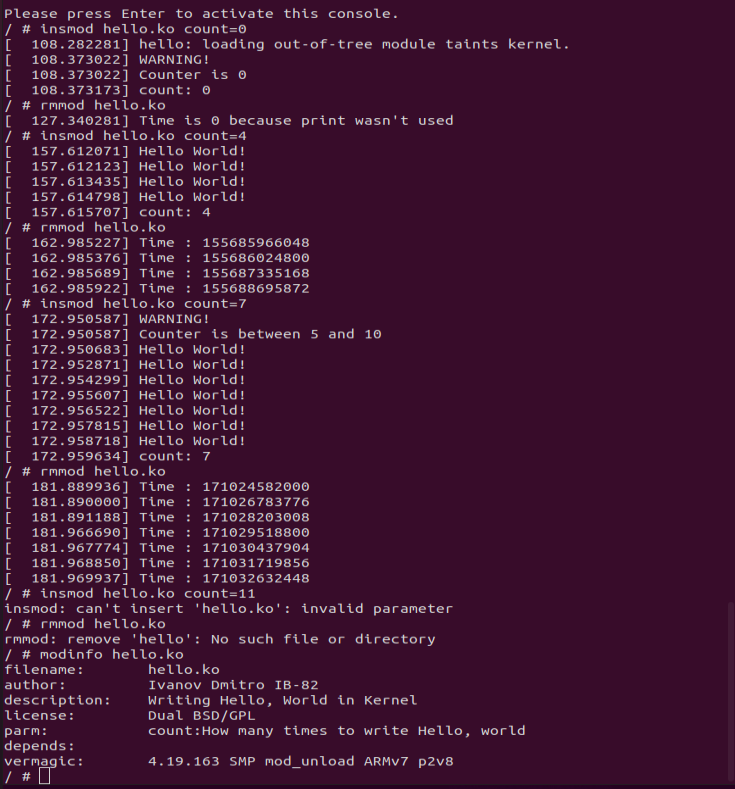 Please press Enter to activate this console.
/ # insmod hello.ko count=0
[  108.282281] hello: loading out-of-tree module taints kernel.
[  108.373022] WARNING!
[  108.373022] Counter is 0
[  108.373173] count: 0
/ # rmmod hello.ko
[  127.340281] Time is 0 because print wasn't used
/ # insmod hello.ko count=4
[  157.612071] Hello World!
[  157.612123] Hello World!
[  157.613435] Hello World!
[  157.614798] Hello World!
[  157.615707] count: 4
/ # rmmod hello.ko
[  162.985227] Time : 155685966048
[  162.985376] Time : 155686024800
[  162.985689] Time : 155687335168
[  162.985922] Time : 155688695872
/ # insmod hello.ko count=7
[  172.950587] WARNING!
[  172.950587] Counter is between 5 and 10
[  172.950683] Hello World!
[  172.952871] Hello World!
[  172.954299] Hello World!
[  172.955607] Hello World!
[  172.956522] Hello World!
[  172.957815] Hello World!
[  172.958718] Hello World!
[  172.959634] count: 7
/ # rmmod hello.ko
[  181.889936] Time : 171024582000
[  181.890000] Time : 171026783776
[  181.891188] Time : 171028203008
[  181.966690] Time : 171029518800
[  181.967774] Time : 171030437904
[  181.968850] Time : 171031719856
[  181.969937] Time : 171032632448
/ # insmod hello.ko count=11
insmod: can't insert 'hello.ko': invalid parameter
/ # rmmod hello.ko
rmmod: remove 'hello': No such file or directory
/ # modinfo hello.ko
filename:       hello.ko
author:         Ivanov Dmitro IB-82
description:    Writing Hello, World in Kernel
license:        Dual BSD/GPL
parm:           count:How many times to write Hello, world
depends:
vermagic:       4.19.163 SMP mod_unload ARMv7 p2v8
/ #